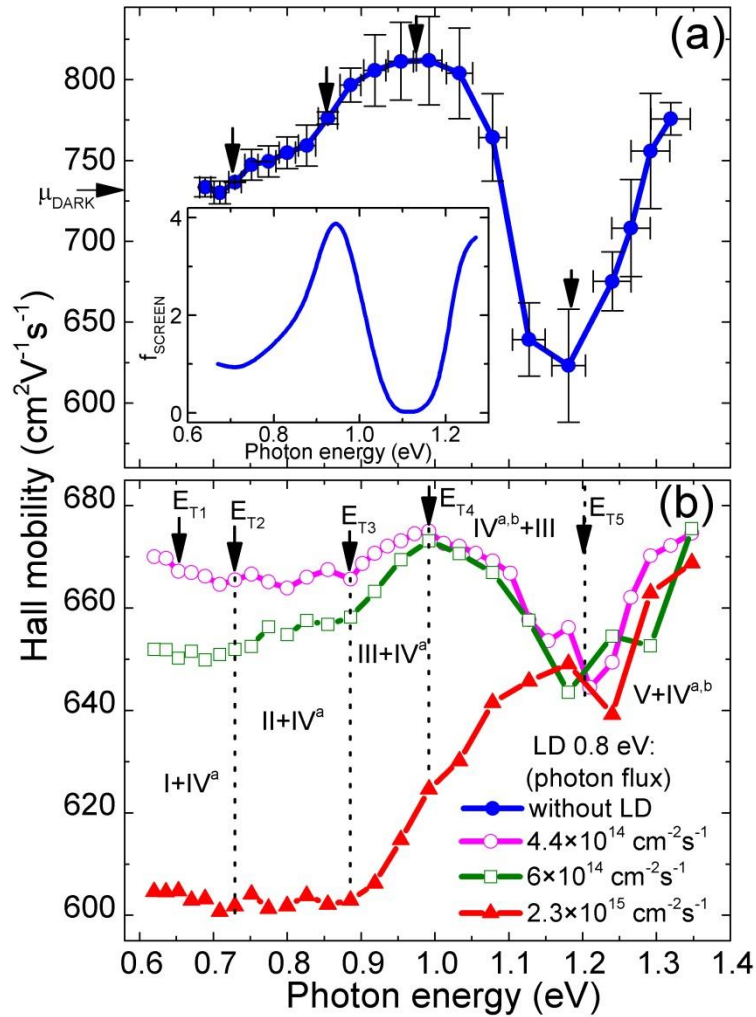 (a)
800
750
μDARK
700
650
600
Hall mobility (cm²V⁻¹s⁻¹)
4
2
0
fSCREEN
0.6 0.8 1.0 1.2
Photon energy (eV)
(b)
680
660
640
620
600
ET1 ET2 ET3 ET4 ET5
IVᵃ,ᵇ+III
III+IVᵃ
II+IVᵃ
I+IVᵃ
V+IVᵃ,ᵇ
LD 0.8 eV:
(photon flux)
without LD
4.4×10¹⁴ cm⁻²s⁻¹
6×10¹⁴ cm⁻²s⁻¹
2.3×10¹⁵ cm⁻²s⁻¹
0.6 0.7 0.8 0.9 1.0 1.1 1.2 1.3 1.4
Photon energy (eV)